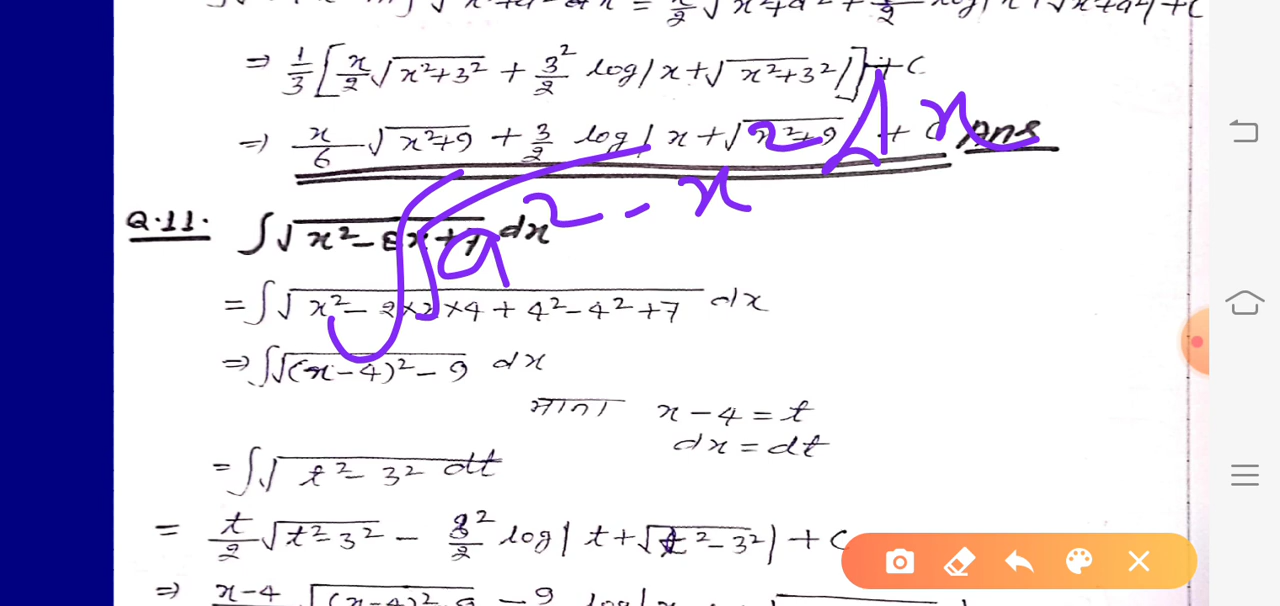 ⇒ 1/3 [x/2 √x²+3² + 3²/2 log|x+√x²+3²|] + C
⇒ x/6 √x²+9 + 3/2 log|x+√x²+9| + C Ans
∫√a² - x² dx
Q.11. ∫√x²-8x+7 dx
= ∫√x²-2×x×4+4²-4²+7 dx
⇒ ∫√(x-4)²-9 dx
माना x-4=t
dx=dt
= ∫√t²-3² dt
= t/2 √t²-3² - 3²/2 log|t+√t²-3²| + C
⇒ x-4